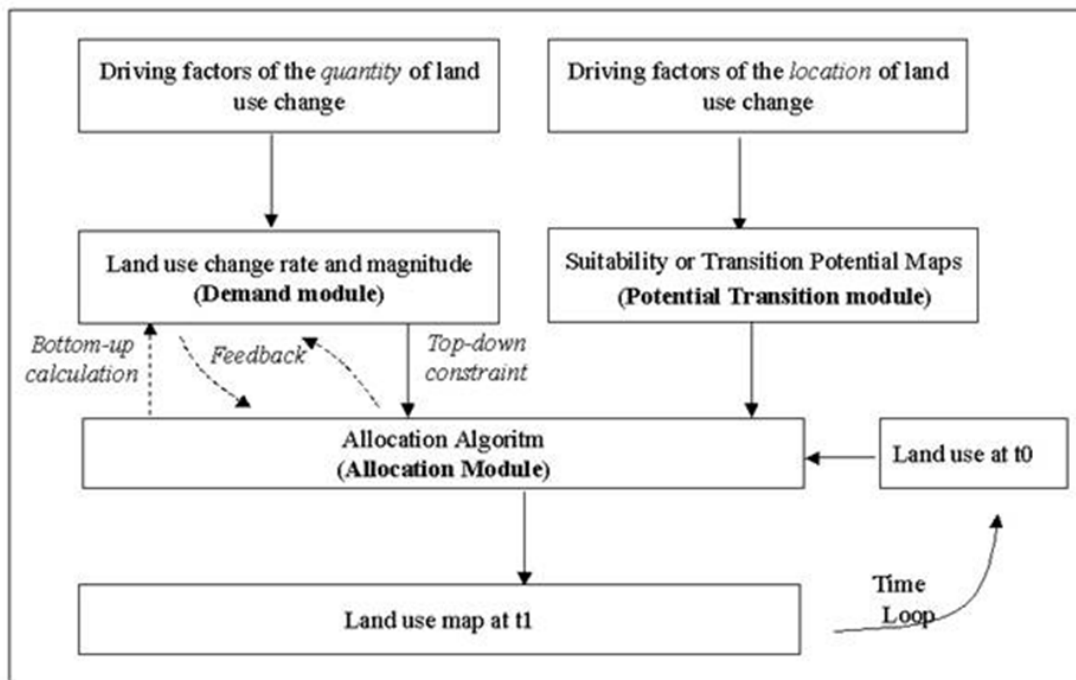 Driving factors of the quantity of land
use change
Driving factors of the location of land
use change
Land use change rate and magnitude
(Demand module)
Suitability or Transition Potential Maps
(Potential Transition module)
Bottom-up
calculation
Feedback
Top-down
constraint
Allocation Algoritm
(Allocation Module)
Land use at t0
Time
Loop
Land use map at t1